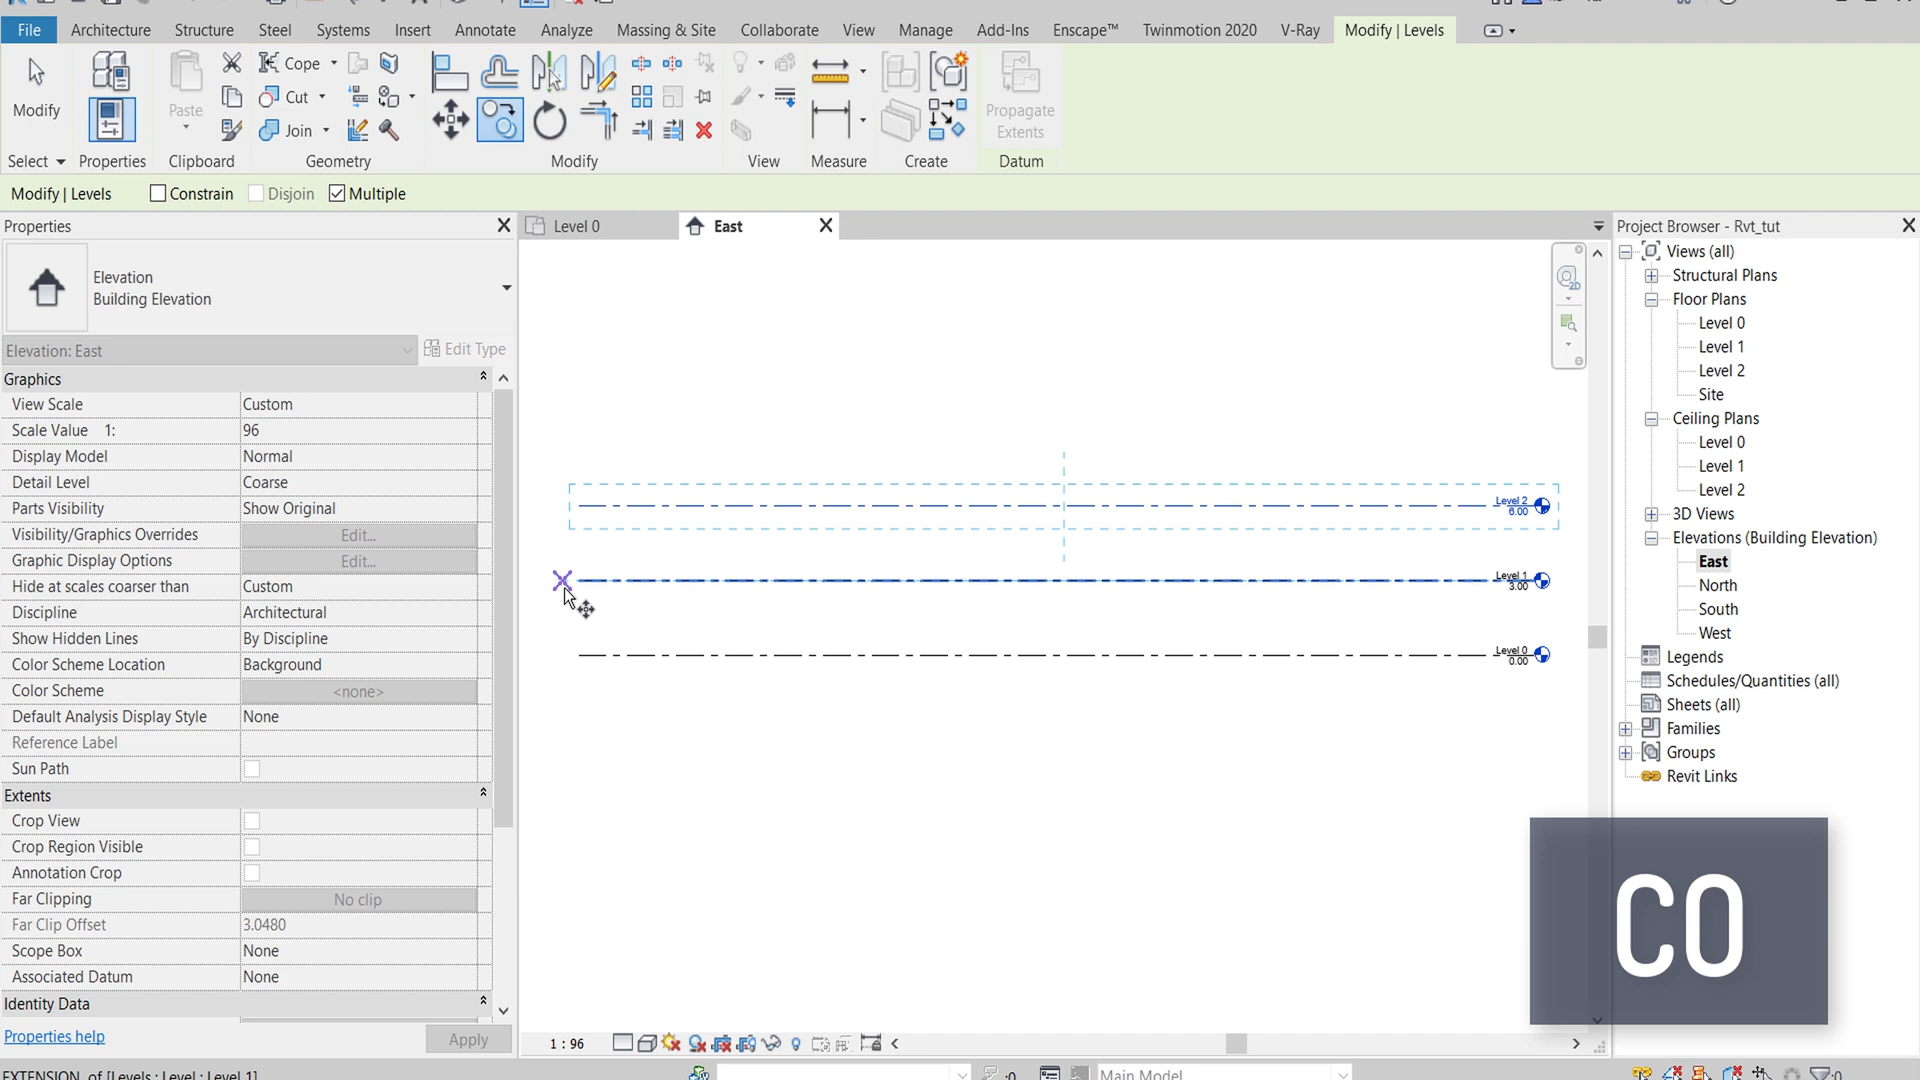 File Architecture Structure Steel Systems Insert Annotate Analyze Massing & Site Collaborate View Manage Add-Ins Enscape™ Twinmotion 2020 V-Ray Modify | Levels
Modify
Paste
Cope
Cut
Join
Propagate
Extents
Select Properties Clipboard Geometry Modify View Measure Create Datum
Modify | Levels Constrain Disjoin Multiple
Properties
Elevation
Building Elevation
Elevation: East Edit Type
Graphics
View Scale Custom
Scale Value 1: 96
Display Model Normal
Detail Level Coarse
Parts Visibility Show Original
Visibility/Graphics Overrides Edit...
Graphic Display Options Edit...
Hide at scales coarser than Custom
Discipline Architectural
Show Hidden Lines By Discipline
Color Scheme Location Background
Color Scheme <none>
Default Analysis Display Style None
Reference Label
Sun Path
Extents
Crop View
Crop Region Visible
Annotation Crop
Far Clipping No clip
Far Clip Offset 3.0480
Scope Box None
Associated Datum None
Identity Data
Properties help Apply
Level 0 East
2D
Level 2
6.00
Level 1
3.00
Level 0
0.00
1 : 96
Project Browser - Rvt_tut
Views (all)
Structural Plans
Floor Plans
Level 0
Level 1
Level 2
Site
Ceiling Plans
Level 0
Level 1
Level 2
3D Views
Elevations (Building Elevation)
East
North
South
West
Legends
Schedules/Quantities (all)
Sheets (all)
Families
Groups
Revit Links
CO
EXTENSION of [Levels : Level : Level 1]
:0
Main Model
:0